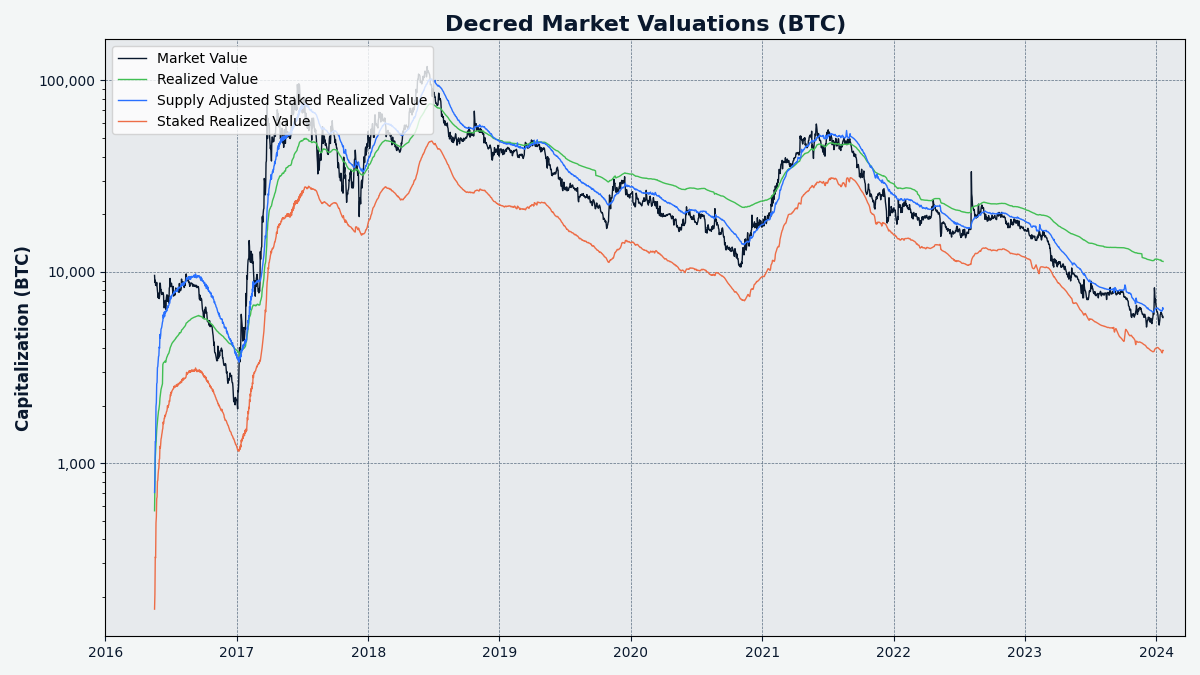 Decred Market Valuations (BTC)
Market Value
Realized Value
Supply Adjusted Staked Realized Value
Staked Realized Value
Capitalization (BTC)
100,000
10,000
1,000
2016 2017 2018 2019 2020 2021 2022 2023 2024